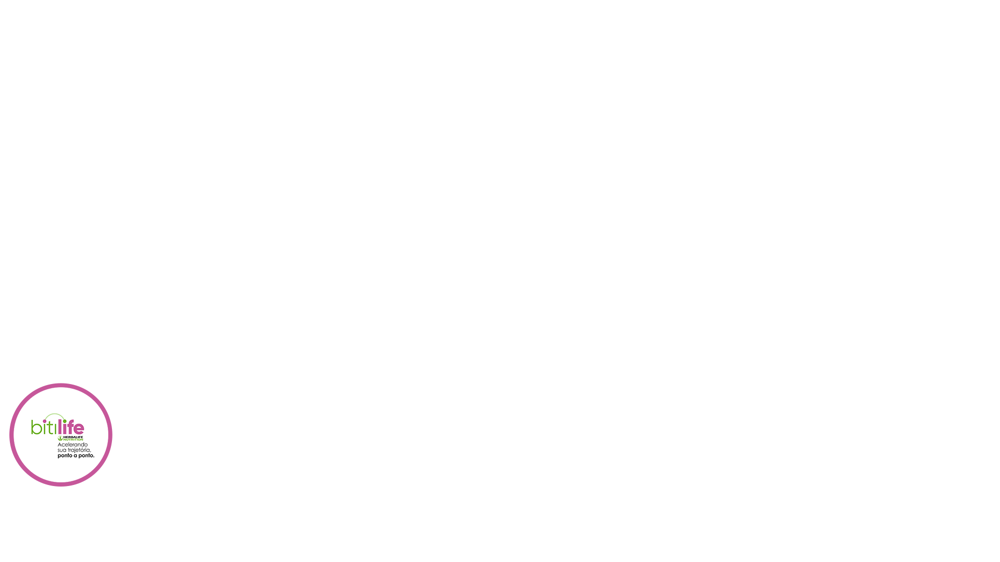 bitilife
HERBALIFE
NUTRITION
Acelerando
sua trajetória,
ponto a ponto.